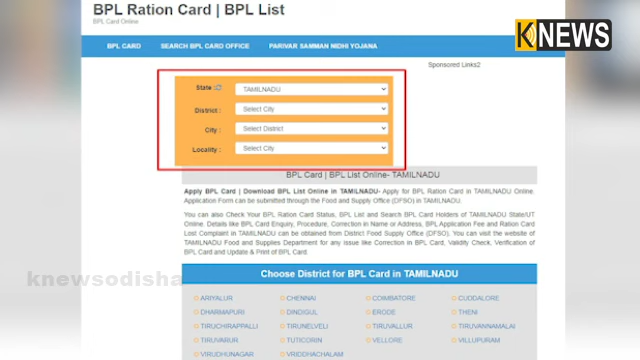 BPL Ration Card | BPL List
BPL Card Online
KNEWS
BPL CARD SEARCH BPL CARD OFFICE PARIVAR SAMMAN NIDHI YOJANA
Sponsored Links2
State : TAMILNADU
District : Select City
City : Select District
Locality : Select City
BPL Card | BPL List Online- TAMILNADU
Apply BPL Card | Download BPL List Online in TAMILNADU- Apply for BPL Ration Card in TAMILNADU Online.
Application Form can be submitted through the Food and Supply Office (DFSO) in TAMILNADU.
You can also Check Your BPL Ration Card Status, BPL List and Search BPL Card Holders of TAMILNADU State/UT
Online. Details like BPL Card Enquiry, Procedure, Correction in Name or Address, BPL Application Fee and Ration Card
Lost Complaint in TAMILNADU can be obtained from District Food Supply Office (DFSO). You can visit the website of
TAMILNADU Food and Supplies Department for any issue like Correction in BPL Card, Validity Check, Verification of
BPL Card and Update & Print of BPL Card.
knewsodisha
Choose District for BPL Card in TAMILNADU
ARIYALUR CHENNAI COIMBATORE CUDDALORE
DHARMAPURI DINDIGUL ERODE THENI
TIRUCHIRAPPALLI TIRUNELVELI TIRUVALLUR TIRUVANNAMALAI
TIRUVARUR TUTICORIN VELLORE VILLUPURAM
VIRUDHUNAGAR VRIDDHACHALAM